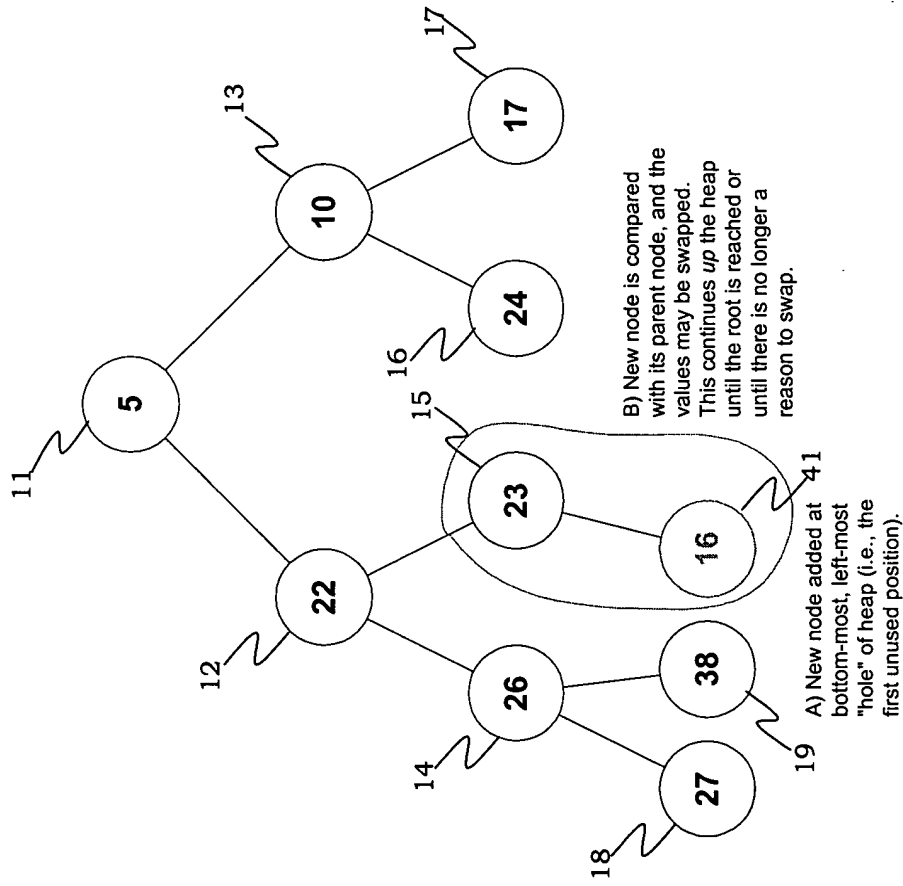 11
5
13
10
12
22
17
17
16
24
15
23
14
26
41
16
19
38
18
27
A) New node added at
bottom-most, left-most
"hole" of heap (i.e., the
first unused position).
B) New node is compared
with its parent node, and the
values may be swapped.
This continues up the heap
until the root is reached or
until there is no longer a
reason to swap.